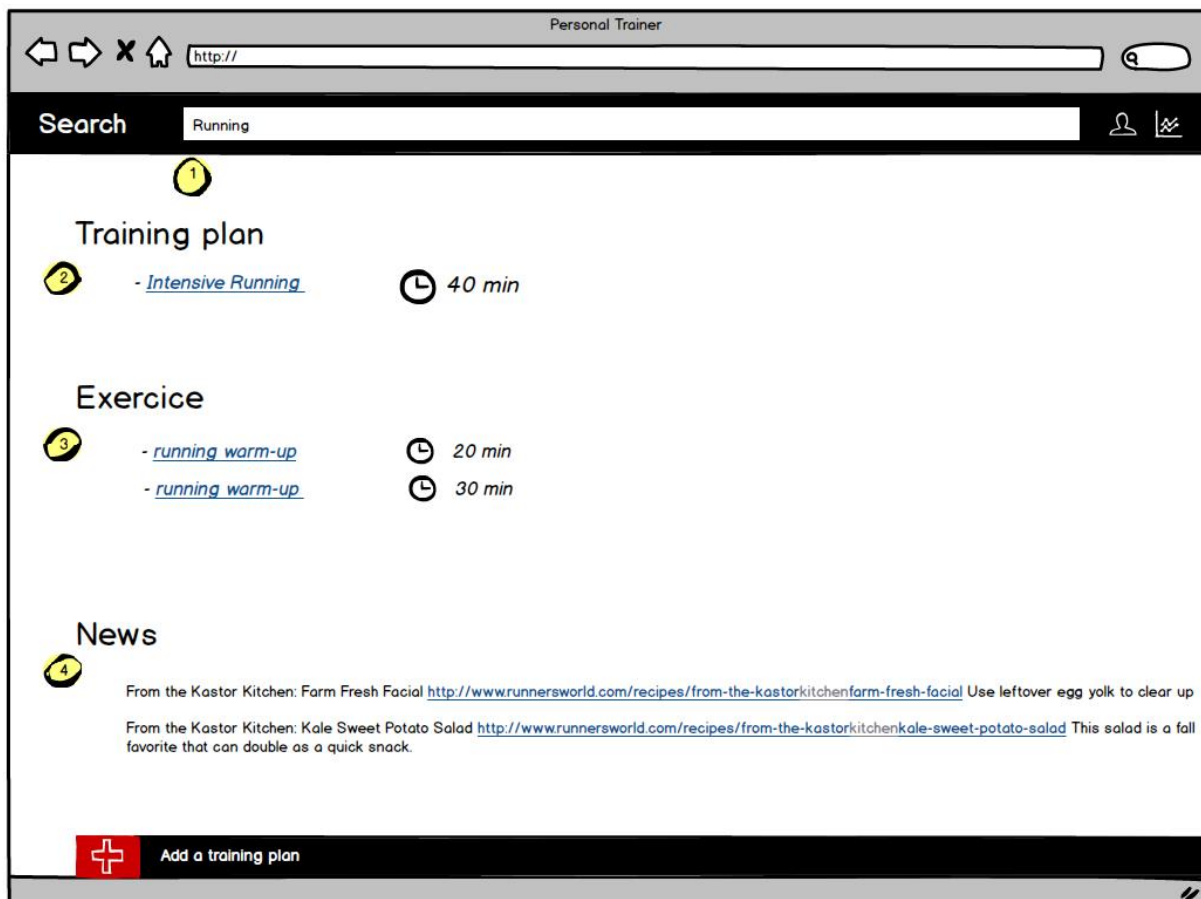 Personal Trainer
http://
Search
Running
1
Training plan
2
- Intensive Running
40 min
Exercice
3
- running warm-up
20 min
- running warm-up
30 min
News
4
From the Kastor Kitchen: Farm Fresh Facial http://www.runnersworld.com/recipes/from-the-kastorkitchenfarm-fresh-facial Use leftover egg yolk to clear up
From the Kastor Kitchen: Kale Sweet Potato Salad http://www.runnersworld.com/recipes/from-the-kastorkitchenkale-sweet-potato-salad This salad is a fall
favorite that can double as a quick snack.
Add a training plan